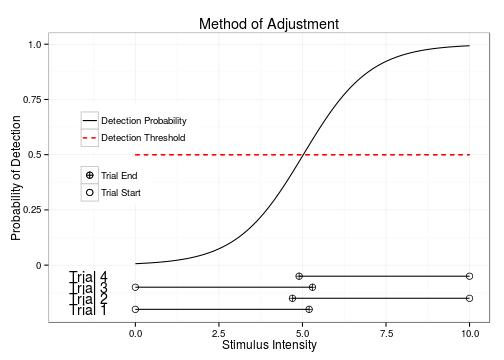 Method of Adjustment
Probability of Detection
1.0
0.75
0.5
0.25
0
Detection Probability
Detection Threshold
Trial End
Trial Start
Trial 4
Trial 3
Trial 2
Trial 1
0.0 2.5 5.0 7.5 10.0
Stimulus Intensity